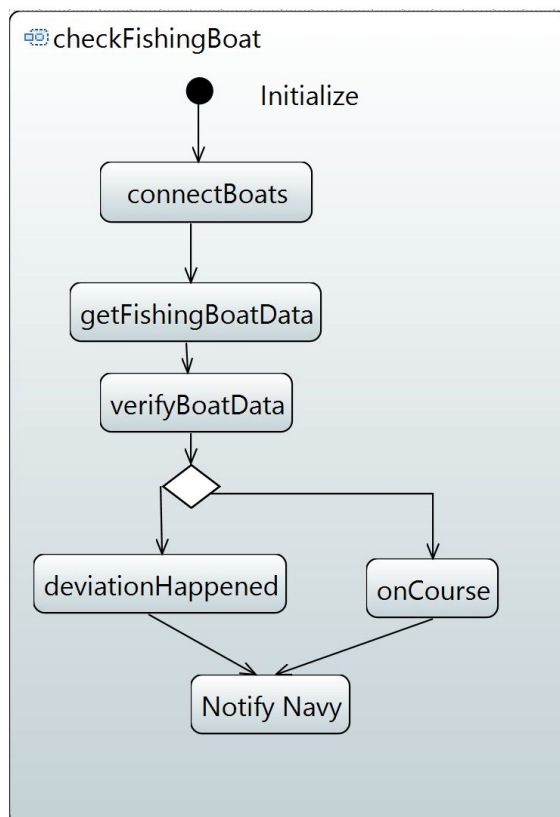 checkFishingBoat
Initialize
connectBoats
getFishingBoatData
verifyBoatData
deviationHappened
onCourse
Notify Navy